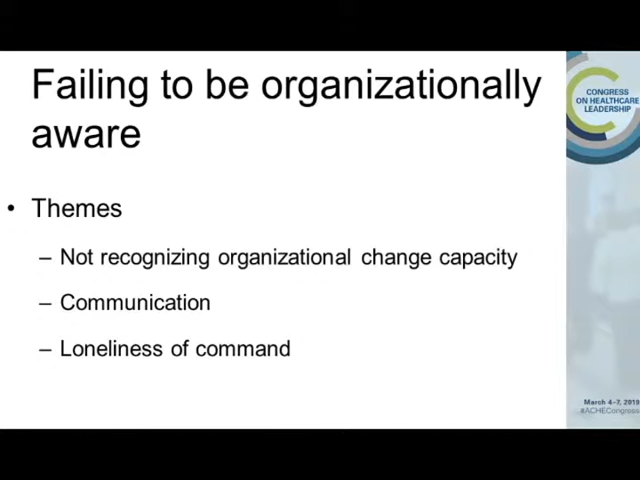 Failing to be organizationally
aware
• Themes
– Not recognizing organizational change capacity
– Communication
– Loneliness of command
CONGRESS
ON HEALTHCARE
LEADERSHIP
March 4–7, 2019
#ACHECongress